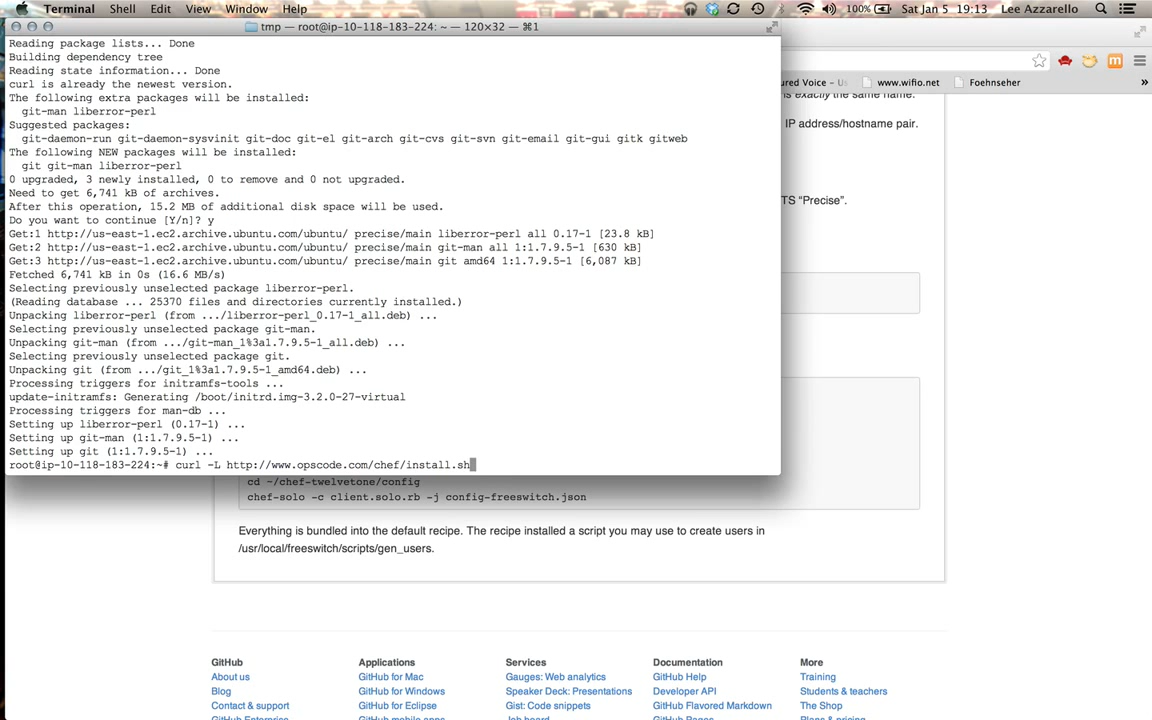 Terminal Shell Edit View Window Help 100% Sat Jan 5 19:13 Lee Azzarello
tmp — root@ip-10-118-183-224: ~ — 120×32 — ⌘1
Reading package lists... Done
Building dependency tree
Reading state information... Done
curl is already the newest version.
The following extra packages will be installed:
git-man liberror-perl
Suggested packages:
git-daemon-run git-daemon-sysvinit git-doc git-el git-arch git-cvs git-svn git-email git-gui gitk gitweb
The following NEW packages will be installed:
git git-man liberror-perl
0 upgraded, 3 newly installed, 0 to remove and 0 not upgraded.
Need to get 6,741 kB of archives.
After this operation, 15.2 MB of additional disk space will be used.
Do you want to continue [Y/n]? y
Get:1 http://us-east-1.ec2.archive.ubuntu.com/ubuntu/ precise/main liberror-perl all 0.17-1 [23.8 kB]
Get:2 http://us-east-1.ec2.archive.ubuntu.com/ubuntu/ precise/main git-man all 1:1.7.9.5-1 [630 kB]
Get:3 http://us-east-1.ec2.archive.ubuntu.com/ubuntu/ precise/main git amd64 1:1.7.9.5-1 [6,087 kB]
Fetched 6,741 kB in 0s (16.6 MB/s)
Selecting previously unselected package liberror-perl.
(Reading database ... 25370 files and directories currently installed.)
Unpacking liberror-perl (from .../liberror-perl_0.17-1_all.deb) ...
Selecting previously unselected package git-man.
Unpacking git-man (from .../git-man_1%3a1.7.9.5-1_all.deb) ...
Selecting previously unselected package git.
Unpacking git (from .../git_1%3a1.7.9.5-1_amd64.deb) ...
Processing triggers for initramfs-tools ...
update-initramfs: Generating /boot/initrd.img-3.2.0-27-virtual
Processing triggers for man-db ...
Setting up liberror-perl (0.17-1) ...
Setting up git-man (1:1.7.9.5-1) ...
Setting up git (1:1.7.9.5-1) ...
root@ip-10-118-183-224:~# curl -L http://www.opscode.com/chef/install.sh
ured Voice - Us www.wifio.net Foehnseher »
is exactly the same name.
IP address/hostname pair.
TS “Precise”.
cd ~/chef-twelvetone/config
chef-solo -c client.solo.rb -j config-freeswitch.json
Everything is bundled into the default recipe. The recipe installed a script you may use to create users in
/usr/local/freeswitch/scripts/gen_users.
GitHub
About us
Blog
Contact & support
GitHub Enterprise
Applications
GitHub for Mac
GitHub for Windows
GitHub for Eclipse
GitHub mobile apps
Services
Gauges: Web analytics
Speaker Deck: Presentations
Gist: Code snippets
Job board
Documentation
GitHub Help
Developer API
GitHub Flavored Markdown
GitHub Pages
More
Training
Students & teachers
The Shop
Plans & pricing